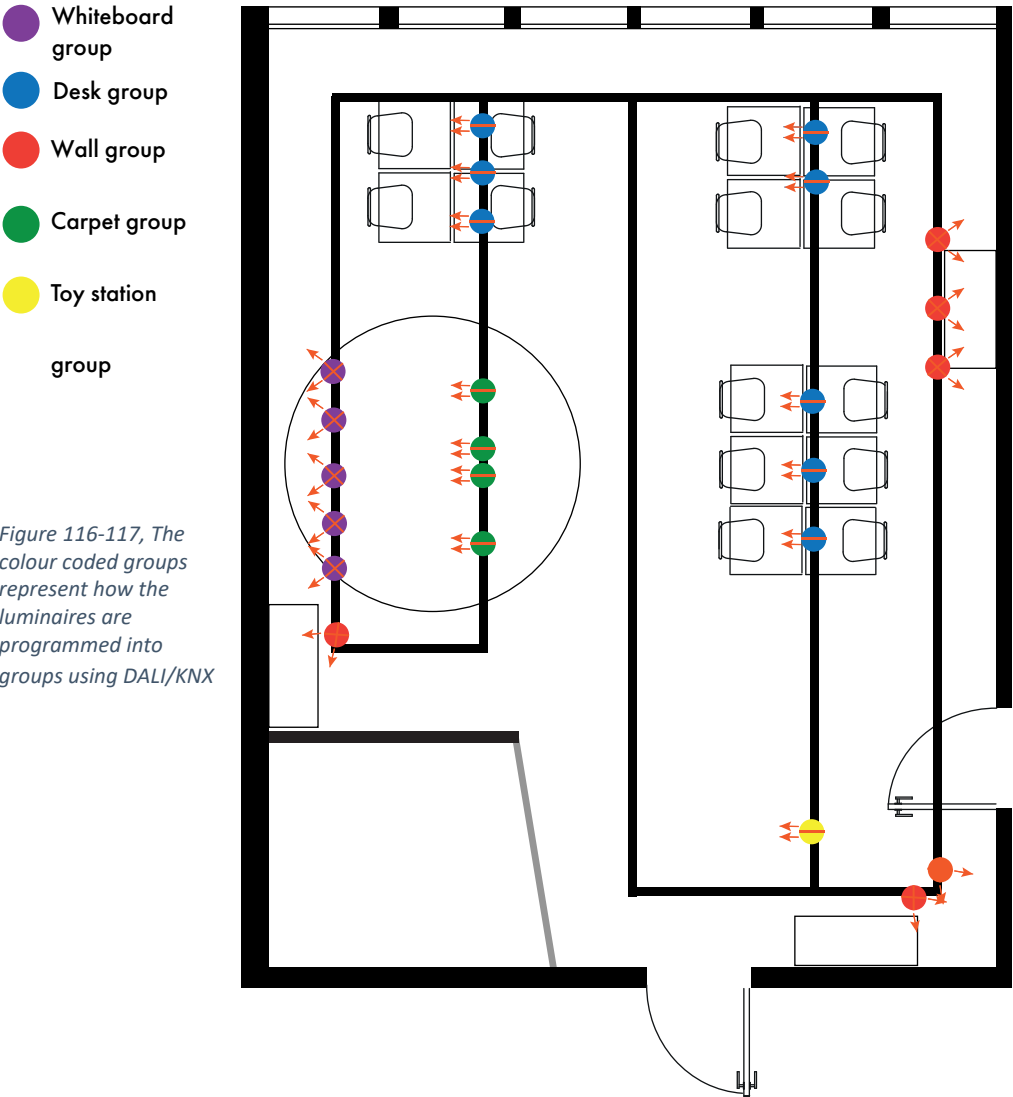 Whiteboard
group
Desk group
Wall group
Carpet group
Toy station
group
Figure 116-117, The
colour coded groups
represent how the
luminaires are
programmed into
groups using DALI/KNX